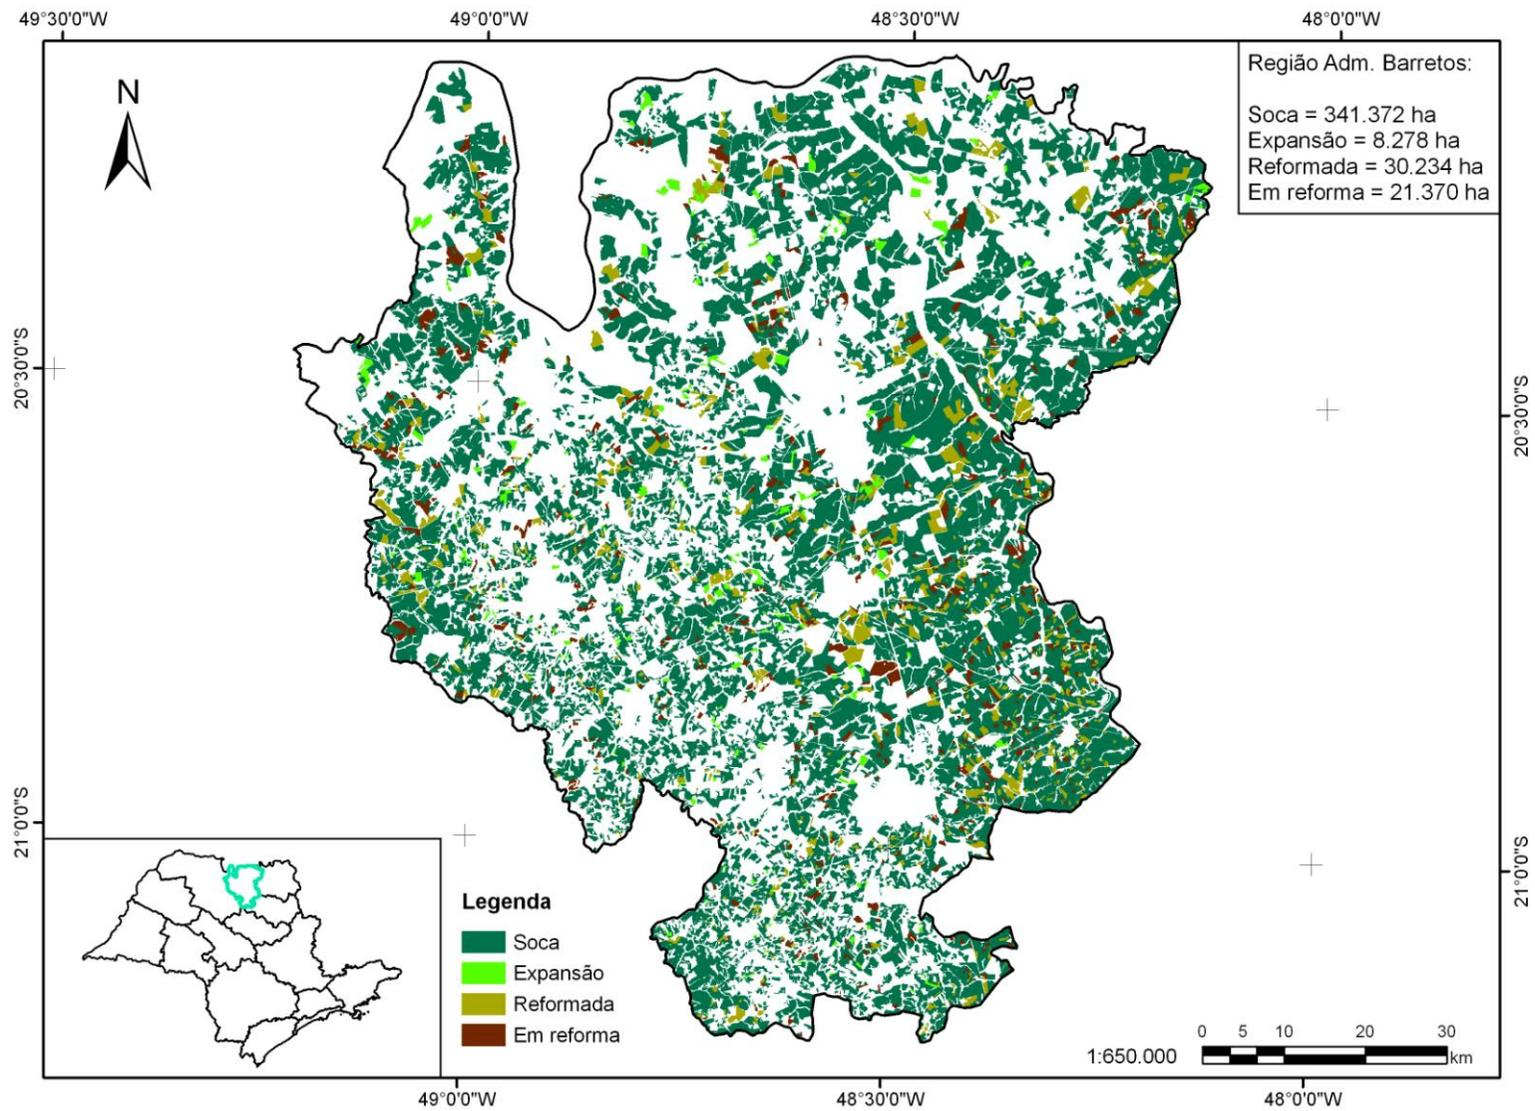 49°30'0"W
49°0'0"W
48°30'0"W
48°0'0"W
N
Região Adm. Barretos:
Soca = 341.372 ha
Expansão = 8.278 ha
Reformada = 30.234 ha
Em reforma = 21.370 ha
20°30'0"S
20°30'0"S
21°0'0"S
21°0'0"S
Legenda
Soca
Expansão
Reformada
Em reforma
1:650.000
0 5 10 20 30
km
49°0'0"W
48°30'0"W
48°0'0"W